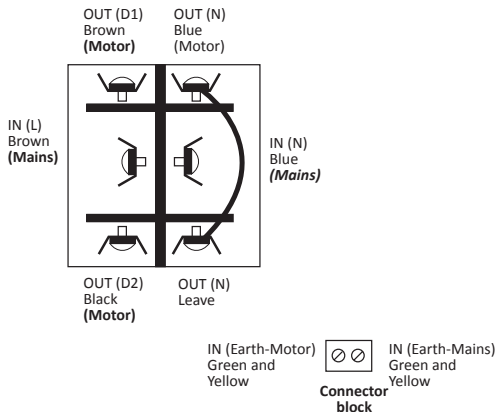 OUT (D1)
Brown
(Motor)
OUT (N)
Blue
(Motor)
IN (L)
Brown
(Mains)
IN (N)
Blue
(Mains)
OUT (D2)
Black
(Motor)
OUT (N)
Leave
IN (Earth-Motor)
Green and
Yellow
IN (Earth-Mains)
Green and
Yellow
Connector
block